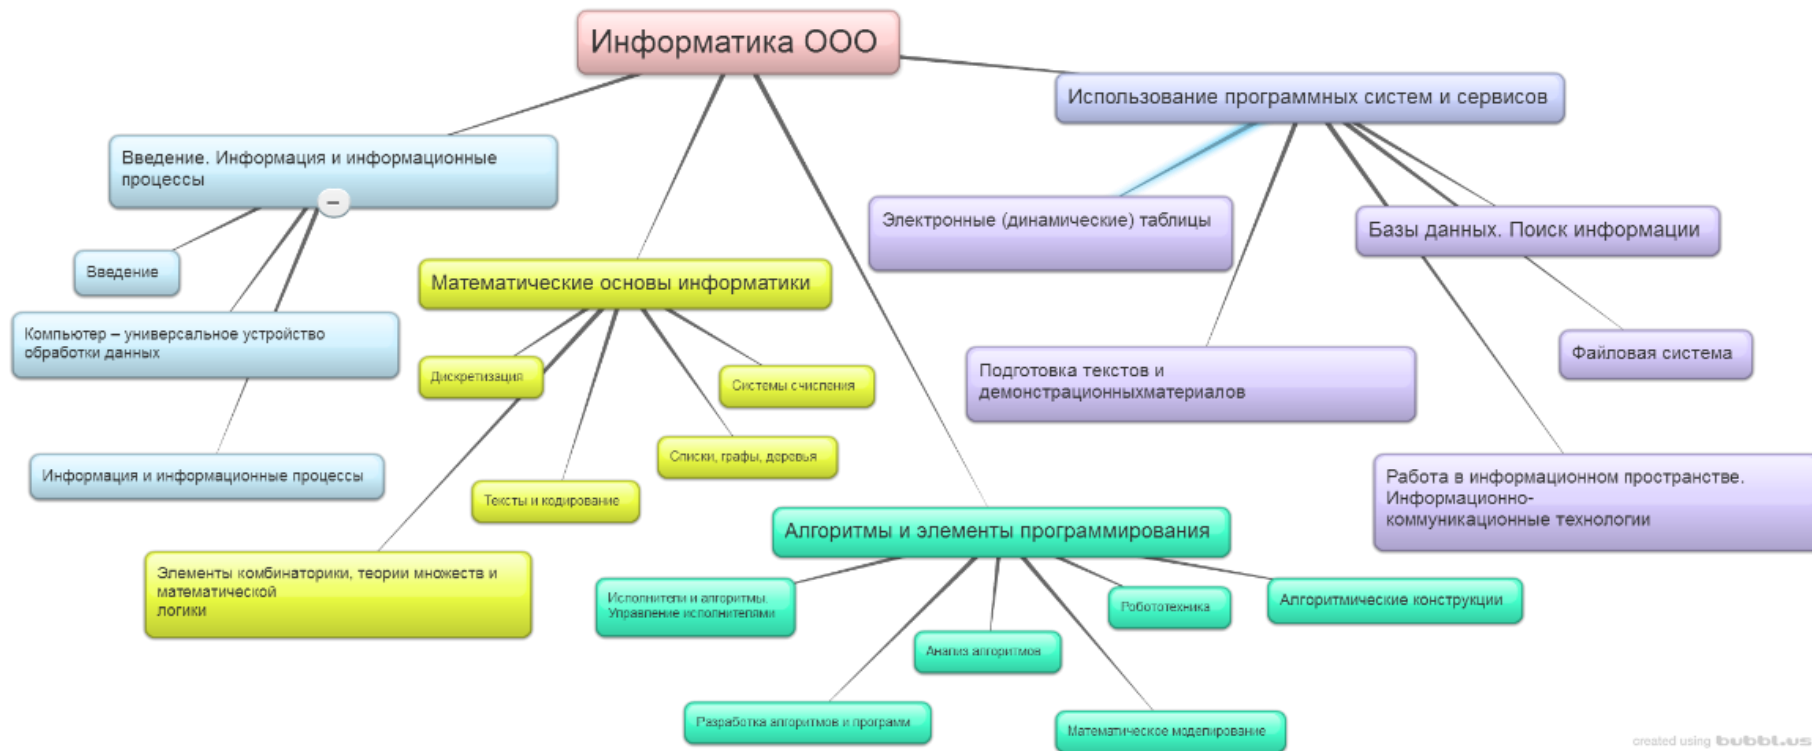 Информатика ООО
Использование программных систем и сервисов
Введение. Информация и информационные
процессы
–
Электронные (динамические) таблицы
Базы данных. Поиск информации
Введение
Математические основы информатики
Компьютер – универсальное устройство
обработки данных
Файловая система
Дискретизация
Системы счисления
Подготовка текстов и
демонстрационныхматериалов
Списки, графы, деревья
Информация и информационные процессы
Тексты и кодирование
Работа в информационном пространстве.
Информационно-
коммуникационные технологии
Алгоритмы и элементы программирования
Элементы комбинаторики, теории множеств и
математической
логики
Исполнители и алгоритмы.
Управление исполнителями
Робототехника
Алгоритмические конструкции
Анализ алгоритмов
Разработка алгоритмов и программ
Математическое моделирование
created using bubbl.us